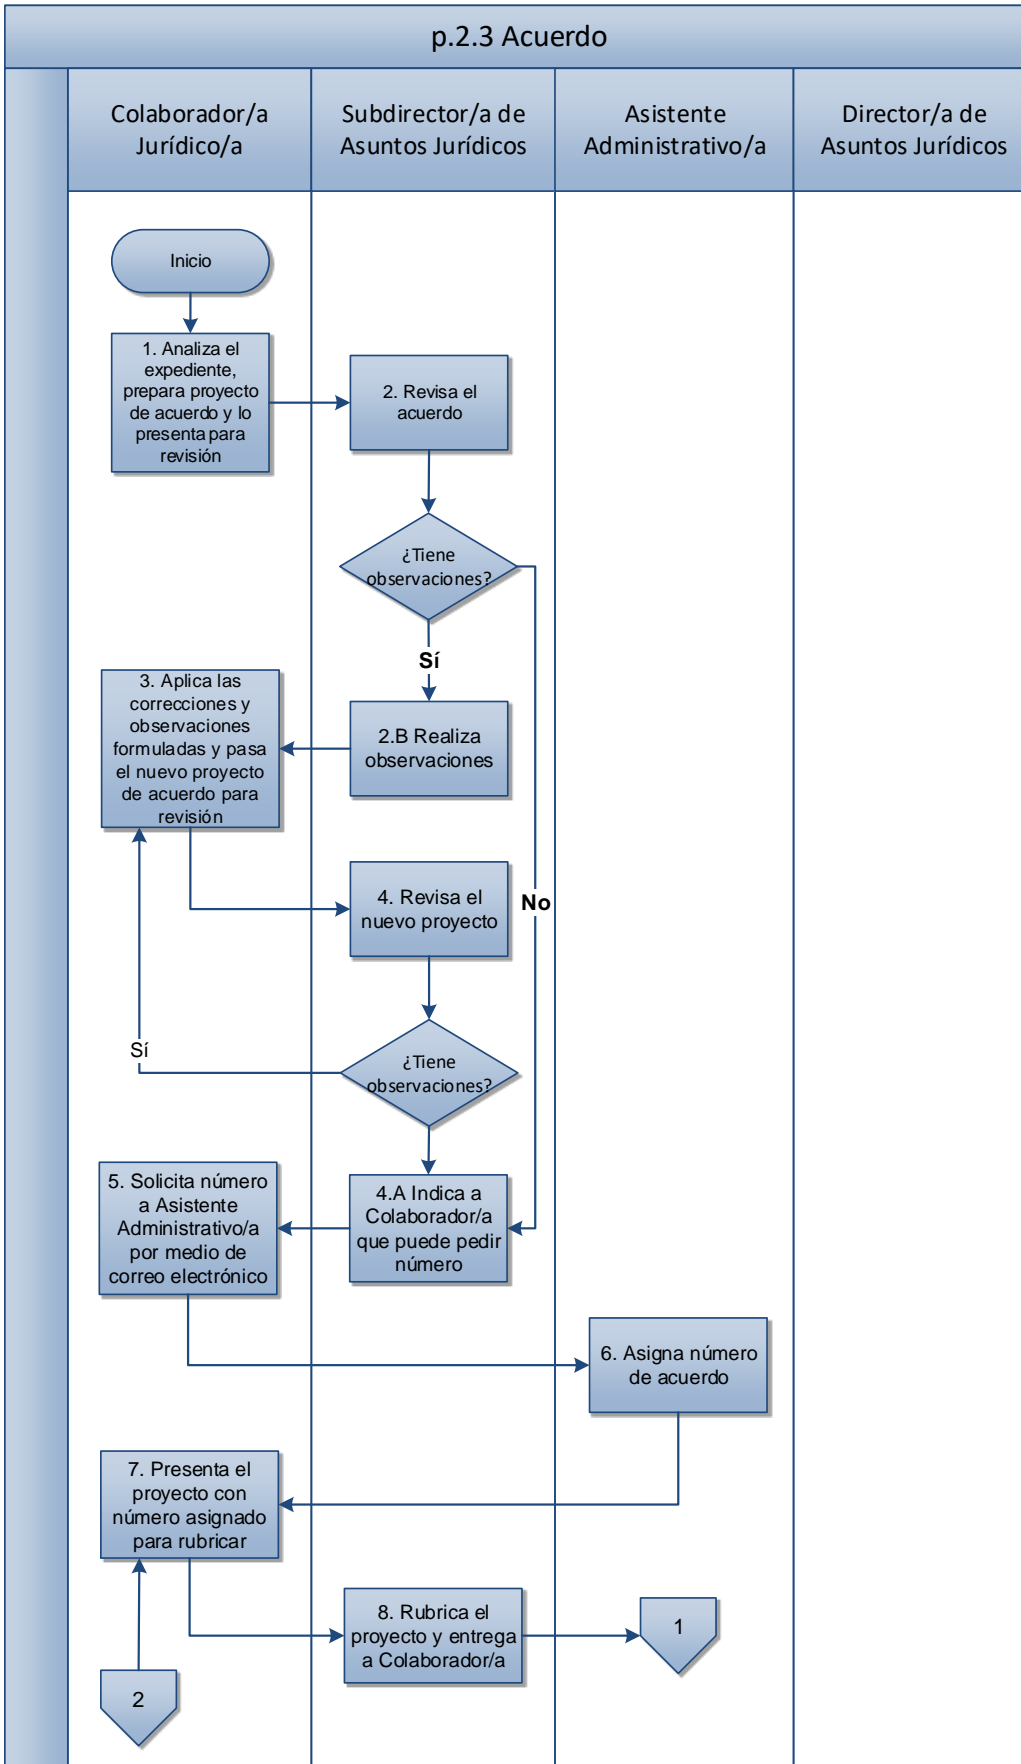 p.2.3 Acuerdo
Colaborador/a
Jurídico/a
Subdirector/a de
Asuntos Jurídicos
Asistente
Administrativo/a
Director/a de
Asuntos Jurídicos
Inicio
1. Analiza el
expediente,
prepara proyecto
de acuerdo y lo
presenta para
revisión
2. Revisa el
acuerdo
¿Tiene
observaciones?
Sí
No
2.B Realiza
observaciones
3. Aplica las
correcciones y
observaciones
formuladas y pasa
el nuevo proyecto
de acuerdo para
revisión
4. Revisa el
nuevo proyecto
¿Tiene
observaciones?
Sí
4.A Indica a
Colaborador/a
que puede pedir
número
5. Solicita número
a Asistente
Administrativo/a
por medio de
correo electrónico
6. Asigna número
de acuerdo
7. Presenta el
proyecto con
número asignado
para rubricar
8. Rubrica el
proyecto y entrega
a Colaborador/a
1
2